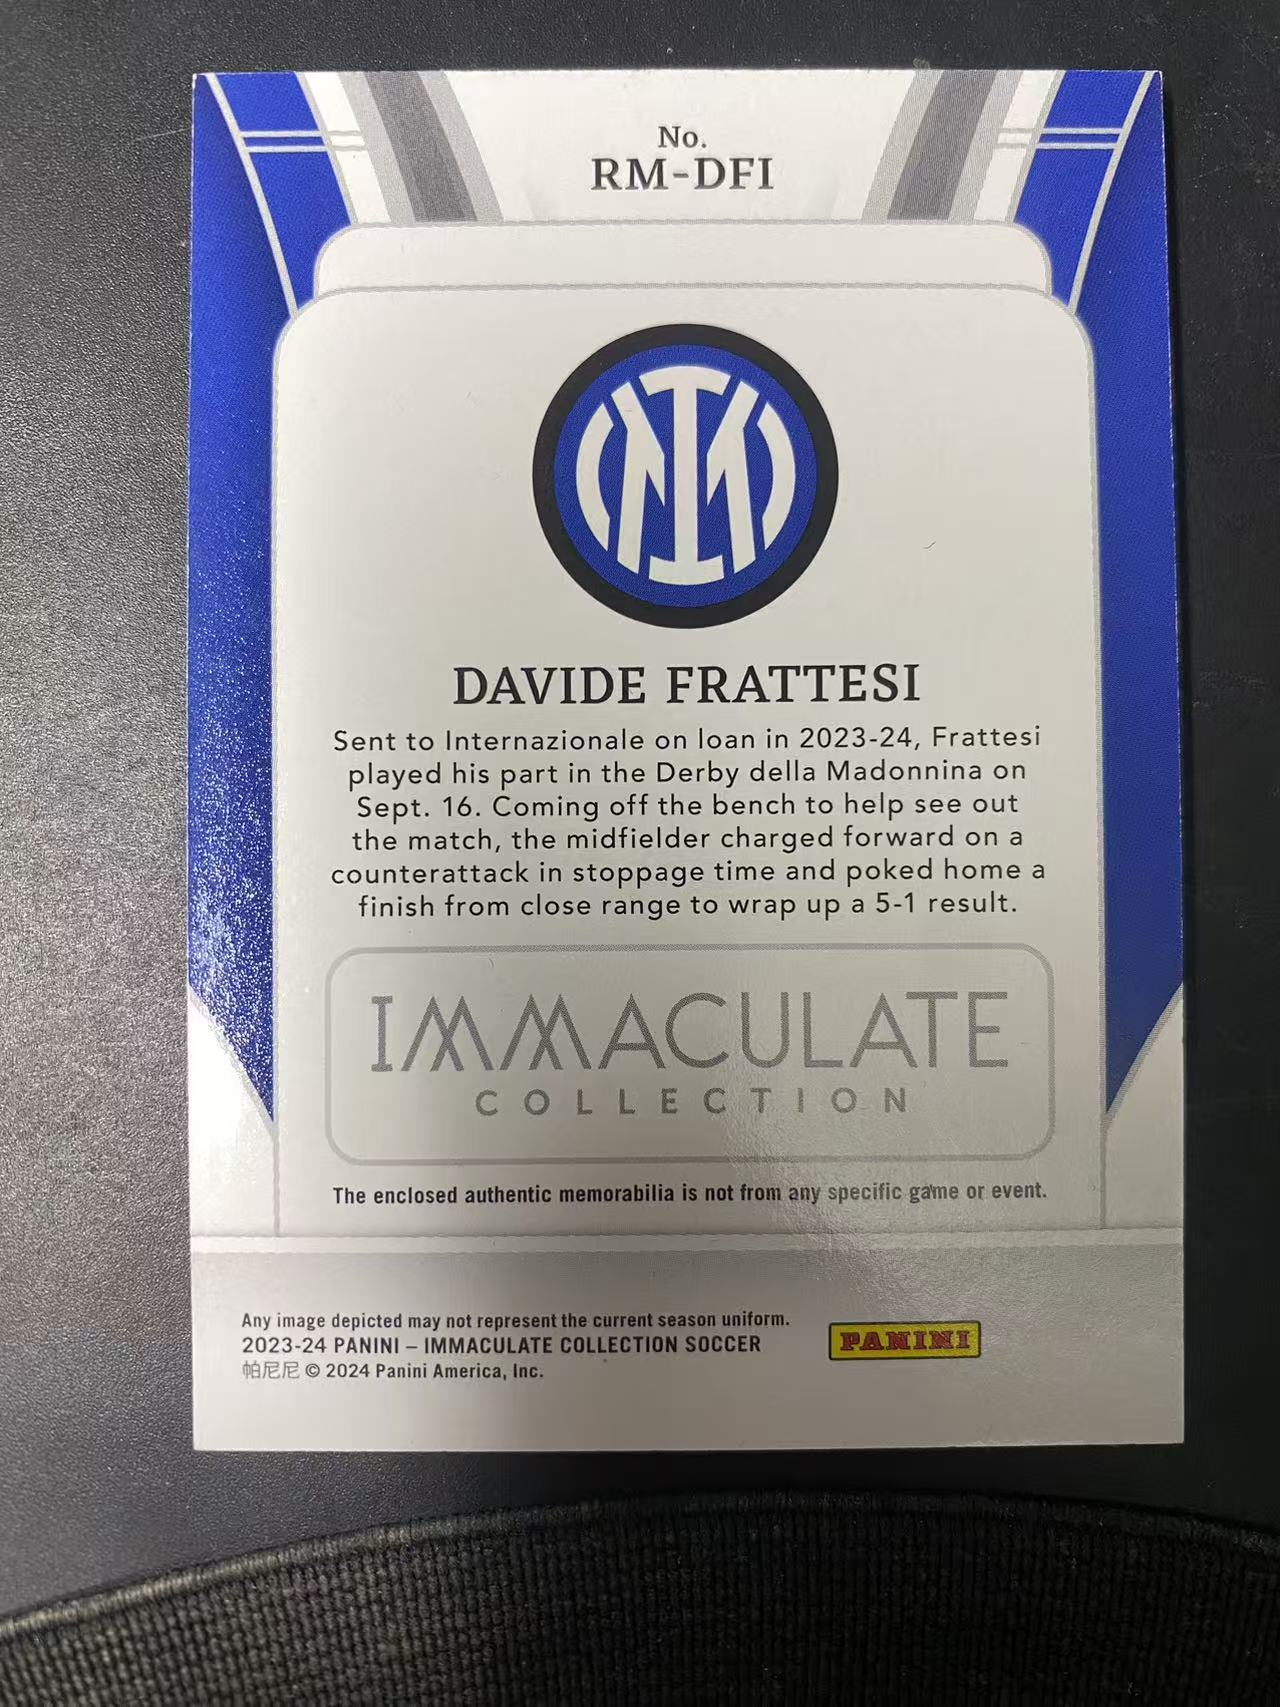 No.
RM-DFI
IM
DAVIDE FRATTESI
Sent to Internazionale on loan in 2023-24, Frattesi
played his part in the Derby della Madonnina on
Sept. 16. Coming off the bench to help see out
the match, the midfielder charged forward on a
counterattack in stoppage time and poked home a
finish from close range to wrap up a 5-1 result.
IMMACULATE
COLLECTION
The enclosed authentic memorabilia is not from any specific game or event.
Any image depicted may not represent the current season uniform.
2023-24 PANINI – IMMACULATE COLLECTION SOCCER
帕尼尼 © 2024 Panini America, Inc.
PANINI